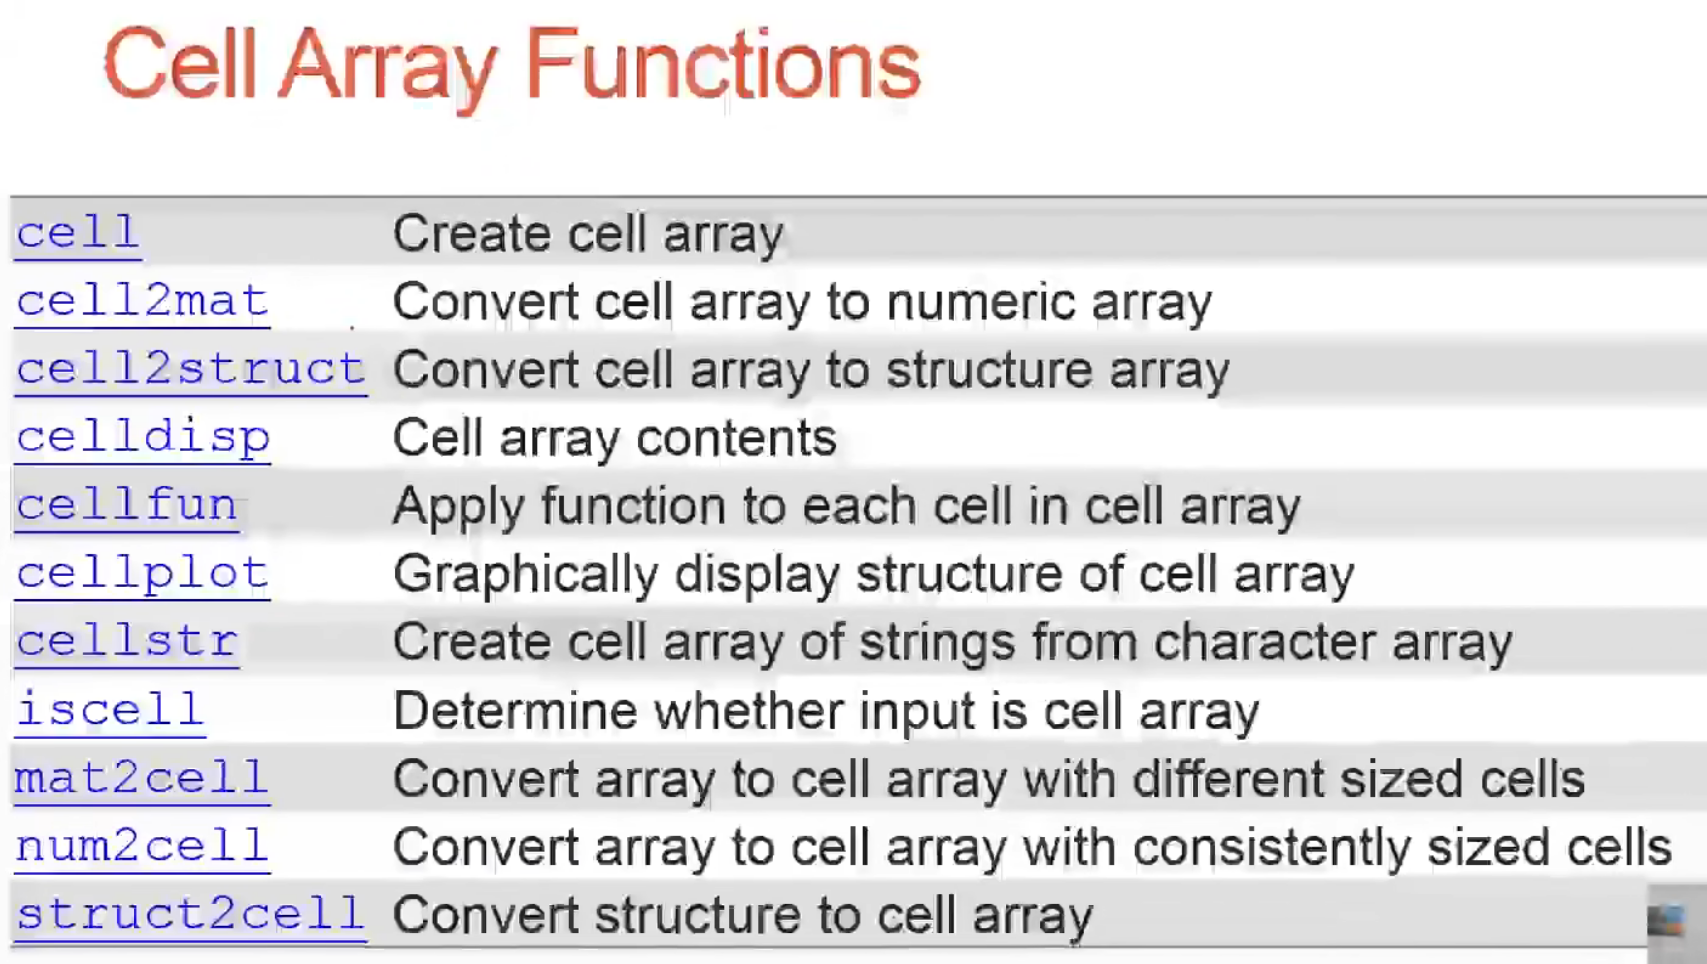 Cell Array Functions
cell Create cell array
cell2mat Convert cell array to numeric array
cell2struct Convert cell array to structure array
celldisp Cell array contents
cellfun Apply function to each cell in cell array
cellplot Graphically display structure of cell array
cellstr Create cell array of strings from character array
iscell Determine whether input is cell array
mat2cell Convert array to cell array with different sized cells
num2cell Convert array to cell array with consistently sized cells
struct2cell Convert structure to cell array